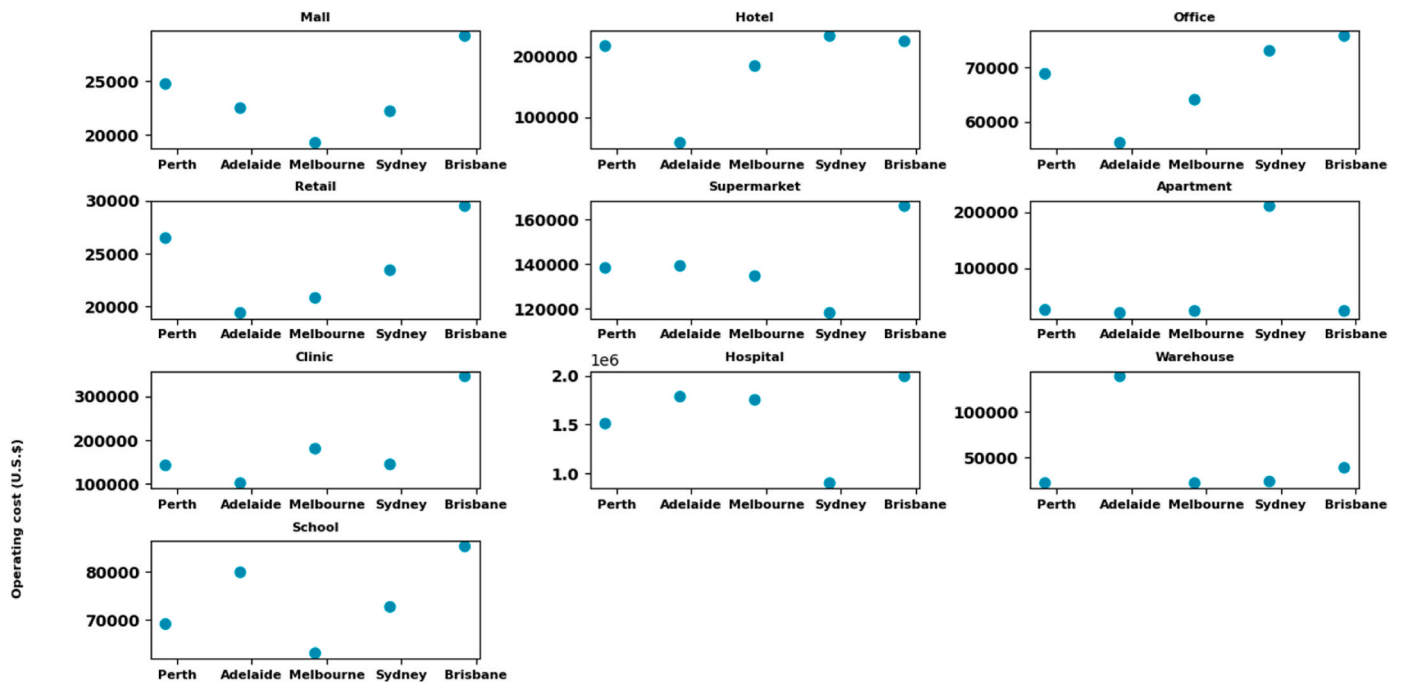 Mall
Hotel
Office
25000
20000
200000
100000
70000
60000
Perth Adelaide Melbourne Sydney Brisbane
Perth Adelaide Melbourne Sydney Brisbane
Perth Adelaide Melbourne Sydney Brisbane
Retail
Supermarket
Apartment
30000
25000
20000
160000
140000
120000
200000
100000
Perth Adelaide Melbourne Sydney Brisbane
Perth Adelaide Melbourne Sydney Brisbane
Perth Adelaide Melbourne Sydney Brisbane
Clinic
Hospital
Warehouse
300000
200000
100000
1e6
2.0
1.5
1.0
100000
50000
Perth Adelaide Melbourne Sydney Brisbane
Perth Adelaide Melbourne Sydney Brisbane
Perth Adelaide Melbourne Sydney Brisbane
Operating cost (U.S.$)
School
80000
70000
Perth Adelaide Melbourne Sydney Brisbane